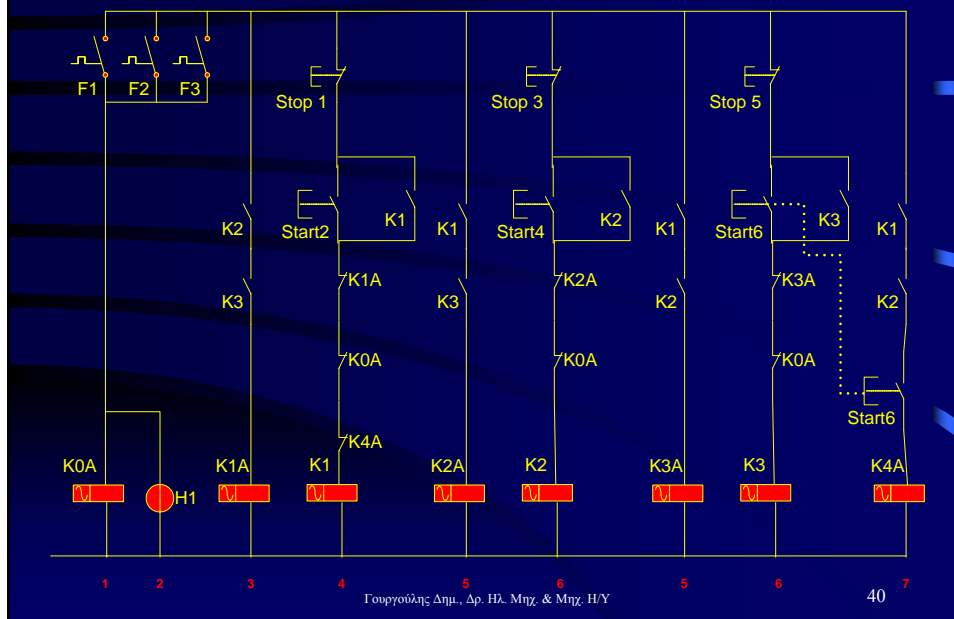 F1 F2 F3 Stop 1 Stop 3 Stop 5
K2 Start2 K1 K1 Start4 K2 K1 Start6 K3 K1
K3 K1A K3 K2A K2 K3A K2
K0A K0A K0A
Start6
K4A
K0A H1 K1A K1 K2A K2 K3A K3 K4A
1 2 3 4 5 6 5 6 7
Γουργούλης Δημ., Δρ. Ηλ. Μηχ. & Μηχ. Η/Υ 40